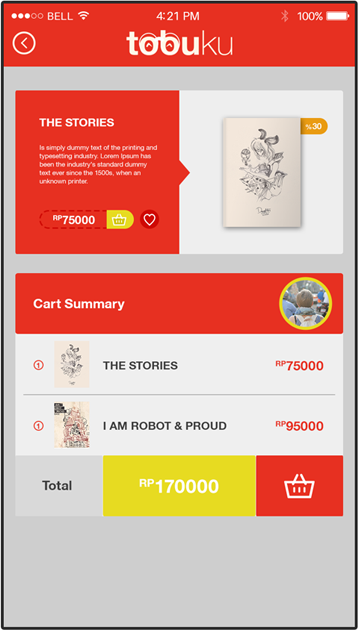 BELL 4:21 PM 100%
tobuku
THE STORIES
Is simply dummy text of the printing and
typesetting industry. Lorem Ipsum has
been the industry's standard dummy
text ever since the 1500s, when an
unknown printer.
RP75000
%30
Cart Summary
1 THE STORIES RP75000
1 I AM ROBOT & PROUD RP95000
Total RP170000